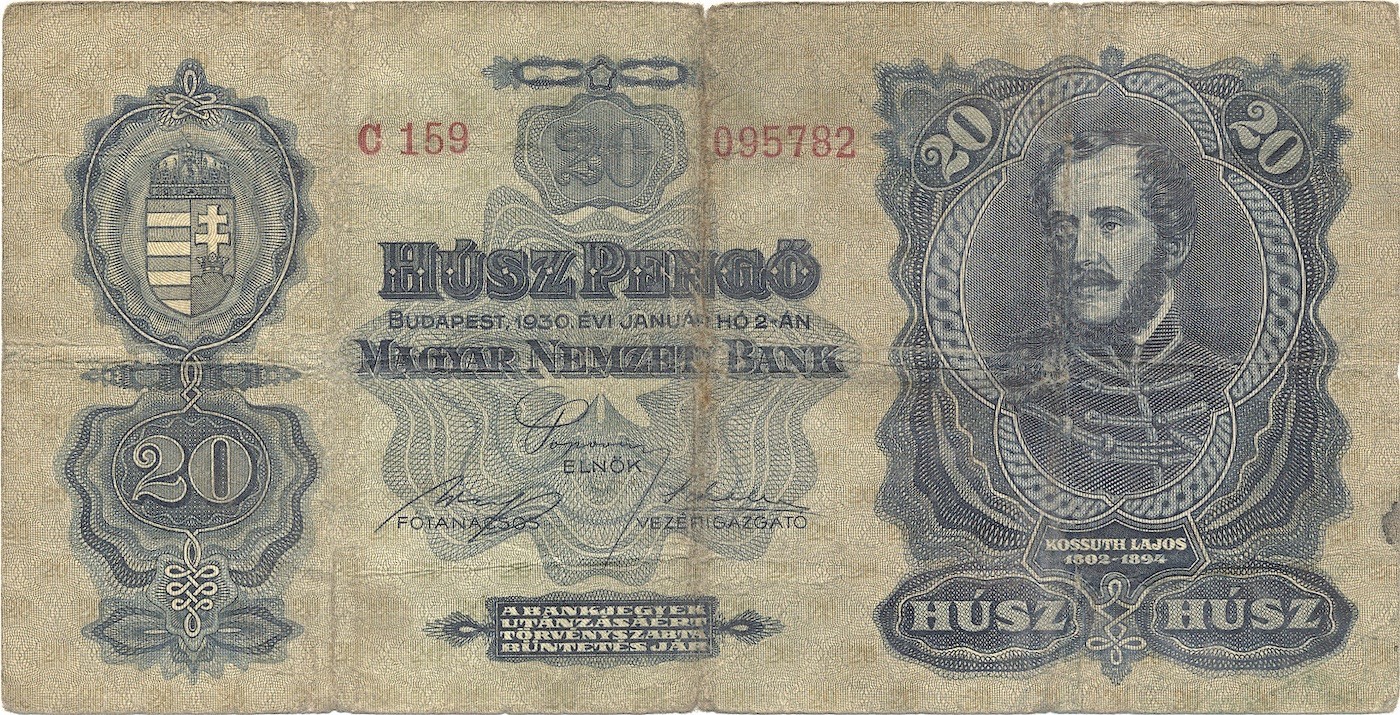 C 159
20
095782
20
20
HÚSZ PENGŐ
BUDAPEST, 1930. ÉVI JANUÁR HÓ 2-ÁN
MAGYAR NEMZETI BANK
ELNÖK
FŐTANÁCSOS
VEZÉRIGAZGATÓ
20
KOSSUTH LAJOS
1802-1894
A BANKJEGYEK
UTÁNZÁSÁÉRT
TÖRVÉNYSZABTA
BÜNTETÉS JÁR
HÚSZ
HÚSZ